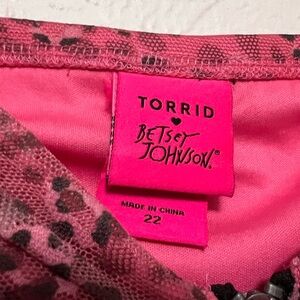 TORRID
♥
BETSEY
JOHNSON®
MADE IN CHINA
22